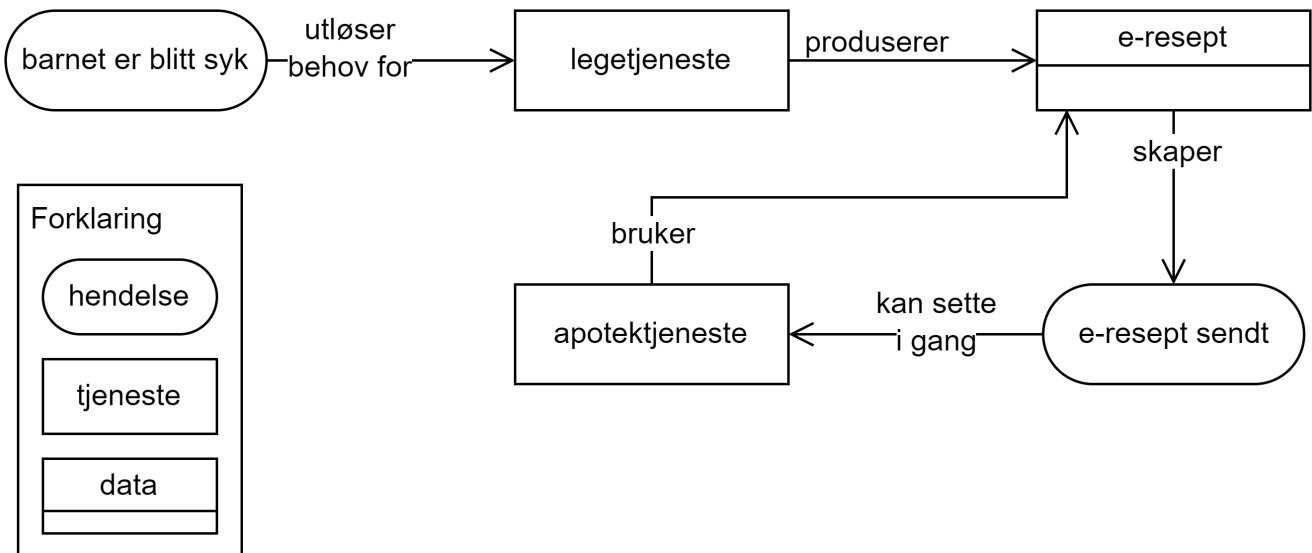 barnet er blitt syk
utløser
behov for
legetjeneste
produserer
e-resept
skaper
bruker
apotektjeneste
kan sette
i gang
e-resept sendt
Forklaring
hendelse
tjeneste
data